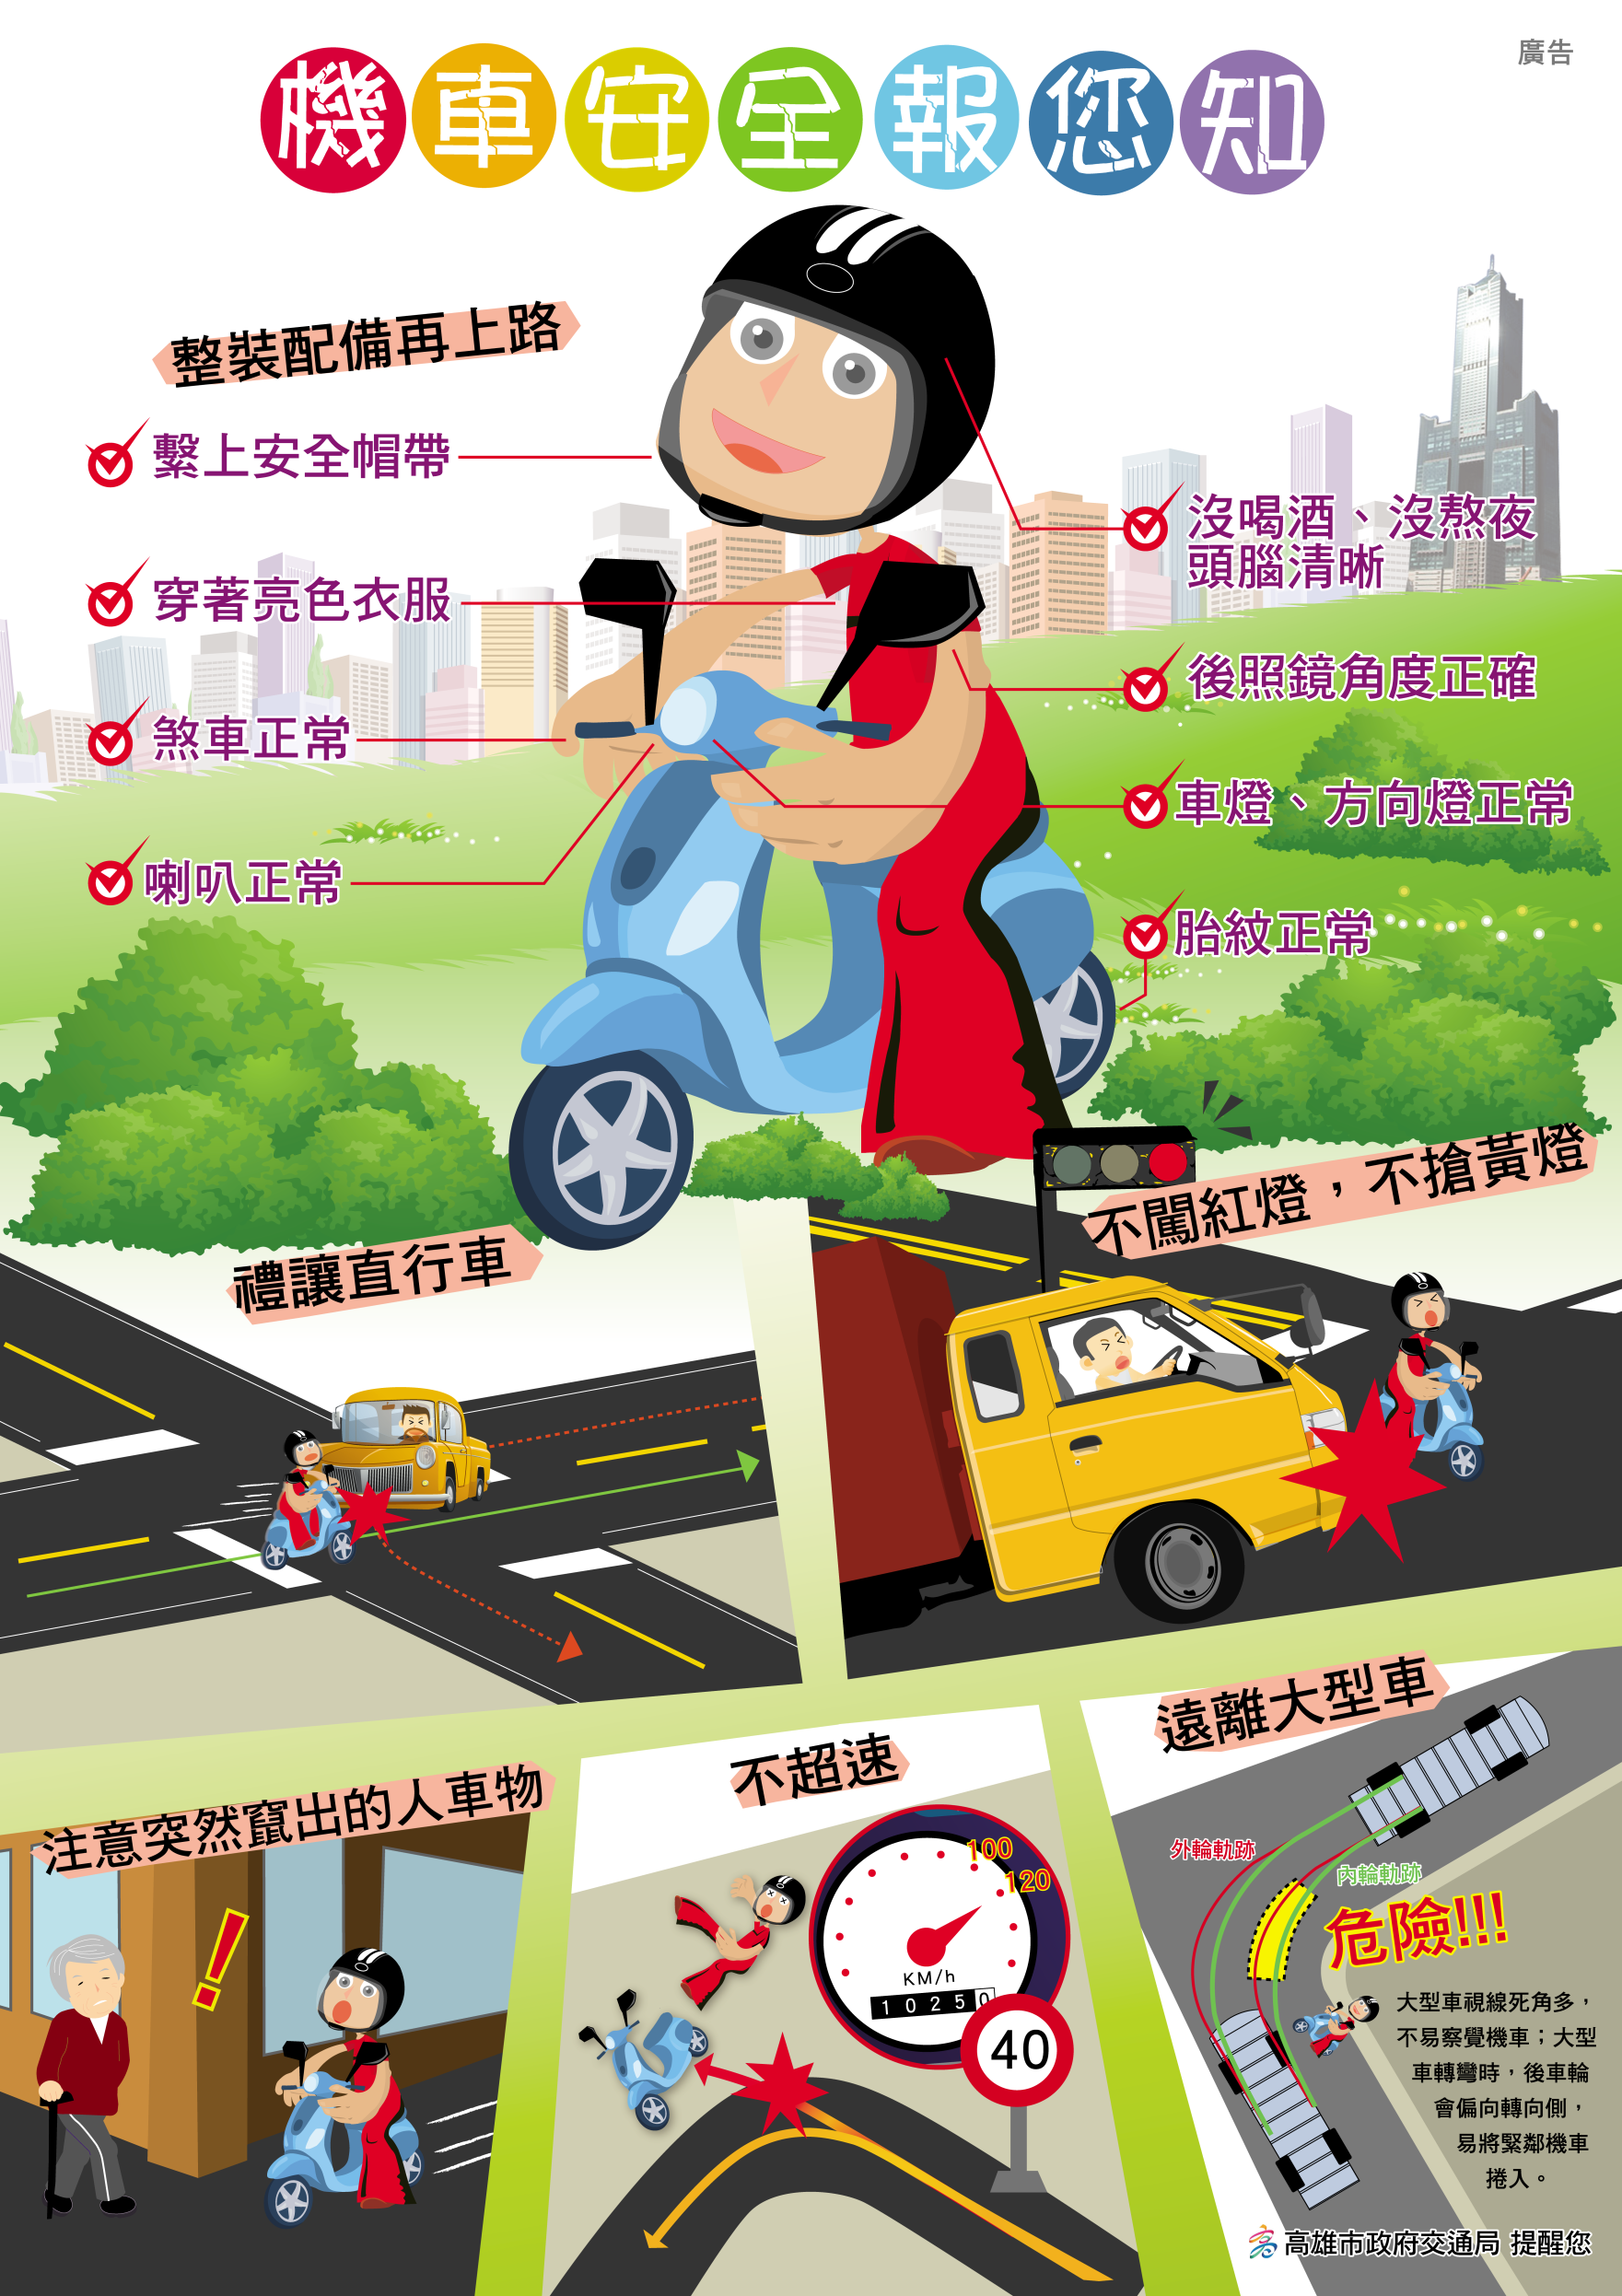 廣告
機車安全報您知
整裝配備再上路
繫上安全帽帶
穿著亮色衣服
煞車正常
喇叭正常
沒喝酒、沒熬夜
頭腦清晰
後照鏡角度正確
車燈、方向燈正常
胎紋正常
禮讓直行車
不闖紅燈，不搶黃燈
注意突然竄出的人車物
!
不超速
100
120
KM/h
10250
40
遠離大型車
外輪軌跡
內輪軌跡
危險!!!
大型車視線死角多，
不易察覺機車；大型
車轉彎時，後車輪
會偏向轉向側，
易將緊鄰機車
捲入。
高雄市政府交通局 提醒您